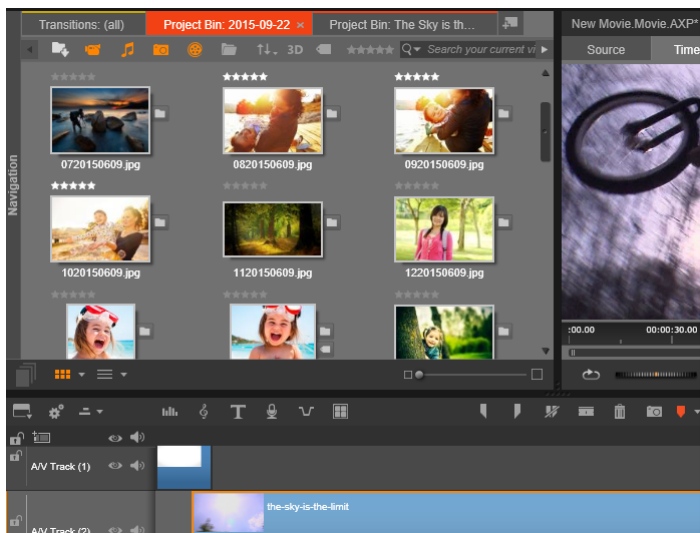 Transitions: (all)
Project Bin: 2015-09-22 ×
Project Bin: The Sky is th...
New Movie.Movie.AXP*
3D
Search your current vi
Source
Time
Navigation
0720150609.jpg
0820150609.jpg
0920150609.jpg
1020150609.jpg
1120150609.jpg
1220150609.jpg
:00.00
00:00:30.00
A/V Track (1)
the-sky-is-the-limit
A/V Track (2)